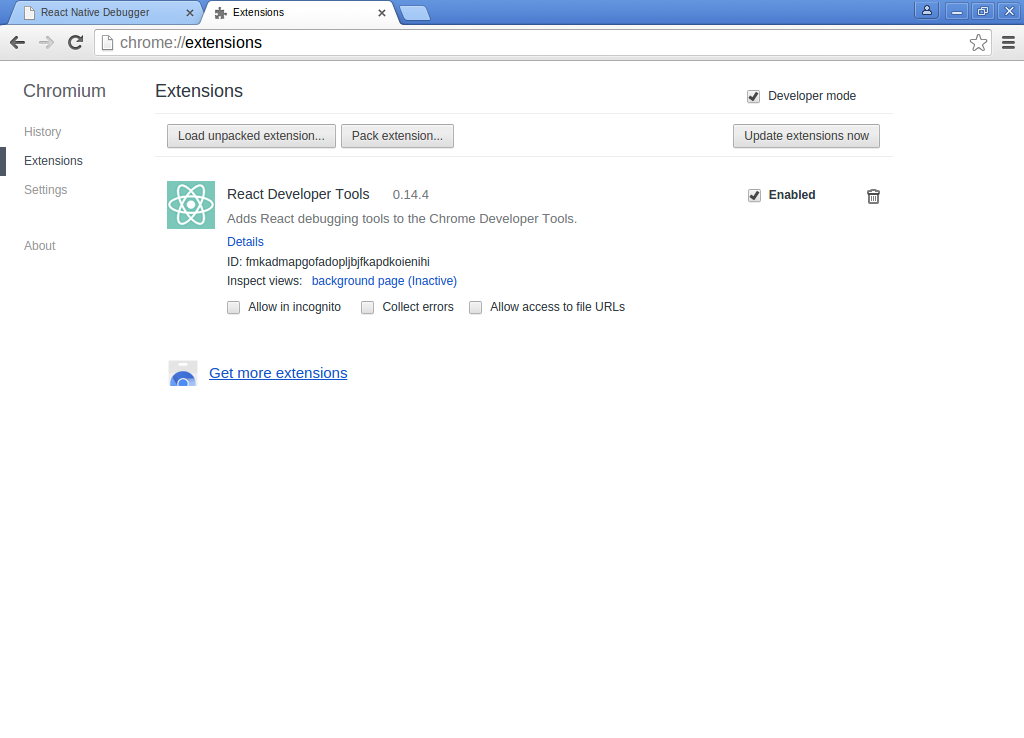 React Native Debugger
Extensions
chrome://extensions
Chromium
Extensions
Developer mode
History
Extensions
Settings
About
Load unpacked extension...
Pack extension...
Update extensions now
React Developer Tools 0.14.4
Enabled
Adds React debugging tools to the Chrome Developer Tools.
Details
ID: fmkadmapgofadopljbjfkapdkoienihi
Inspect views: background page (Inactive)
Allow in incognito
Collect errors
Allow access to file URLs
Get more extensions